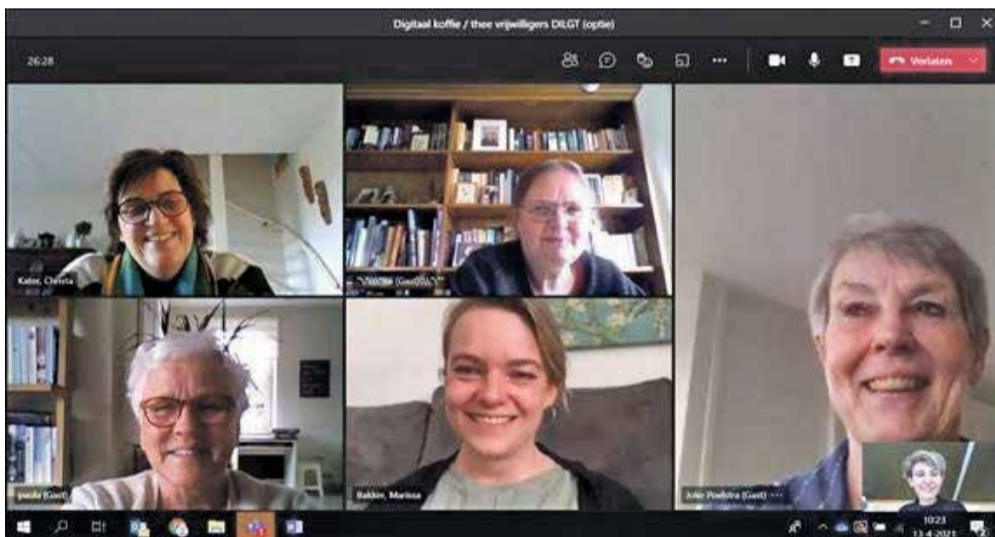 Digitaal koffie / thee vrijwilligers DILGT (optie)
26:28
Verlaten
Kater, Christa
(Gast)
paula (Gast)
Bakker, Marissa
Joke Poelstra (Gast)
10:23
13-4-2021